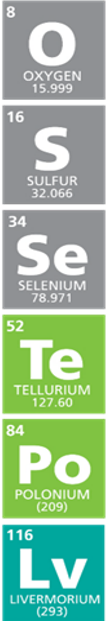 8
O
OXYGEN
15.999
16
S
SULFUR
32.066
34
Se
SELENIUM
78.971
52
Te
TELLURIUM
127.60
84
Po
POLONIUM
(209)
116
Lv
LIVERMORIUM
(293)